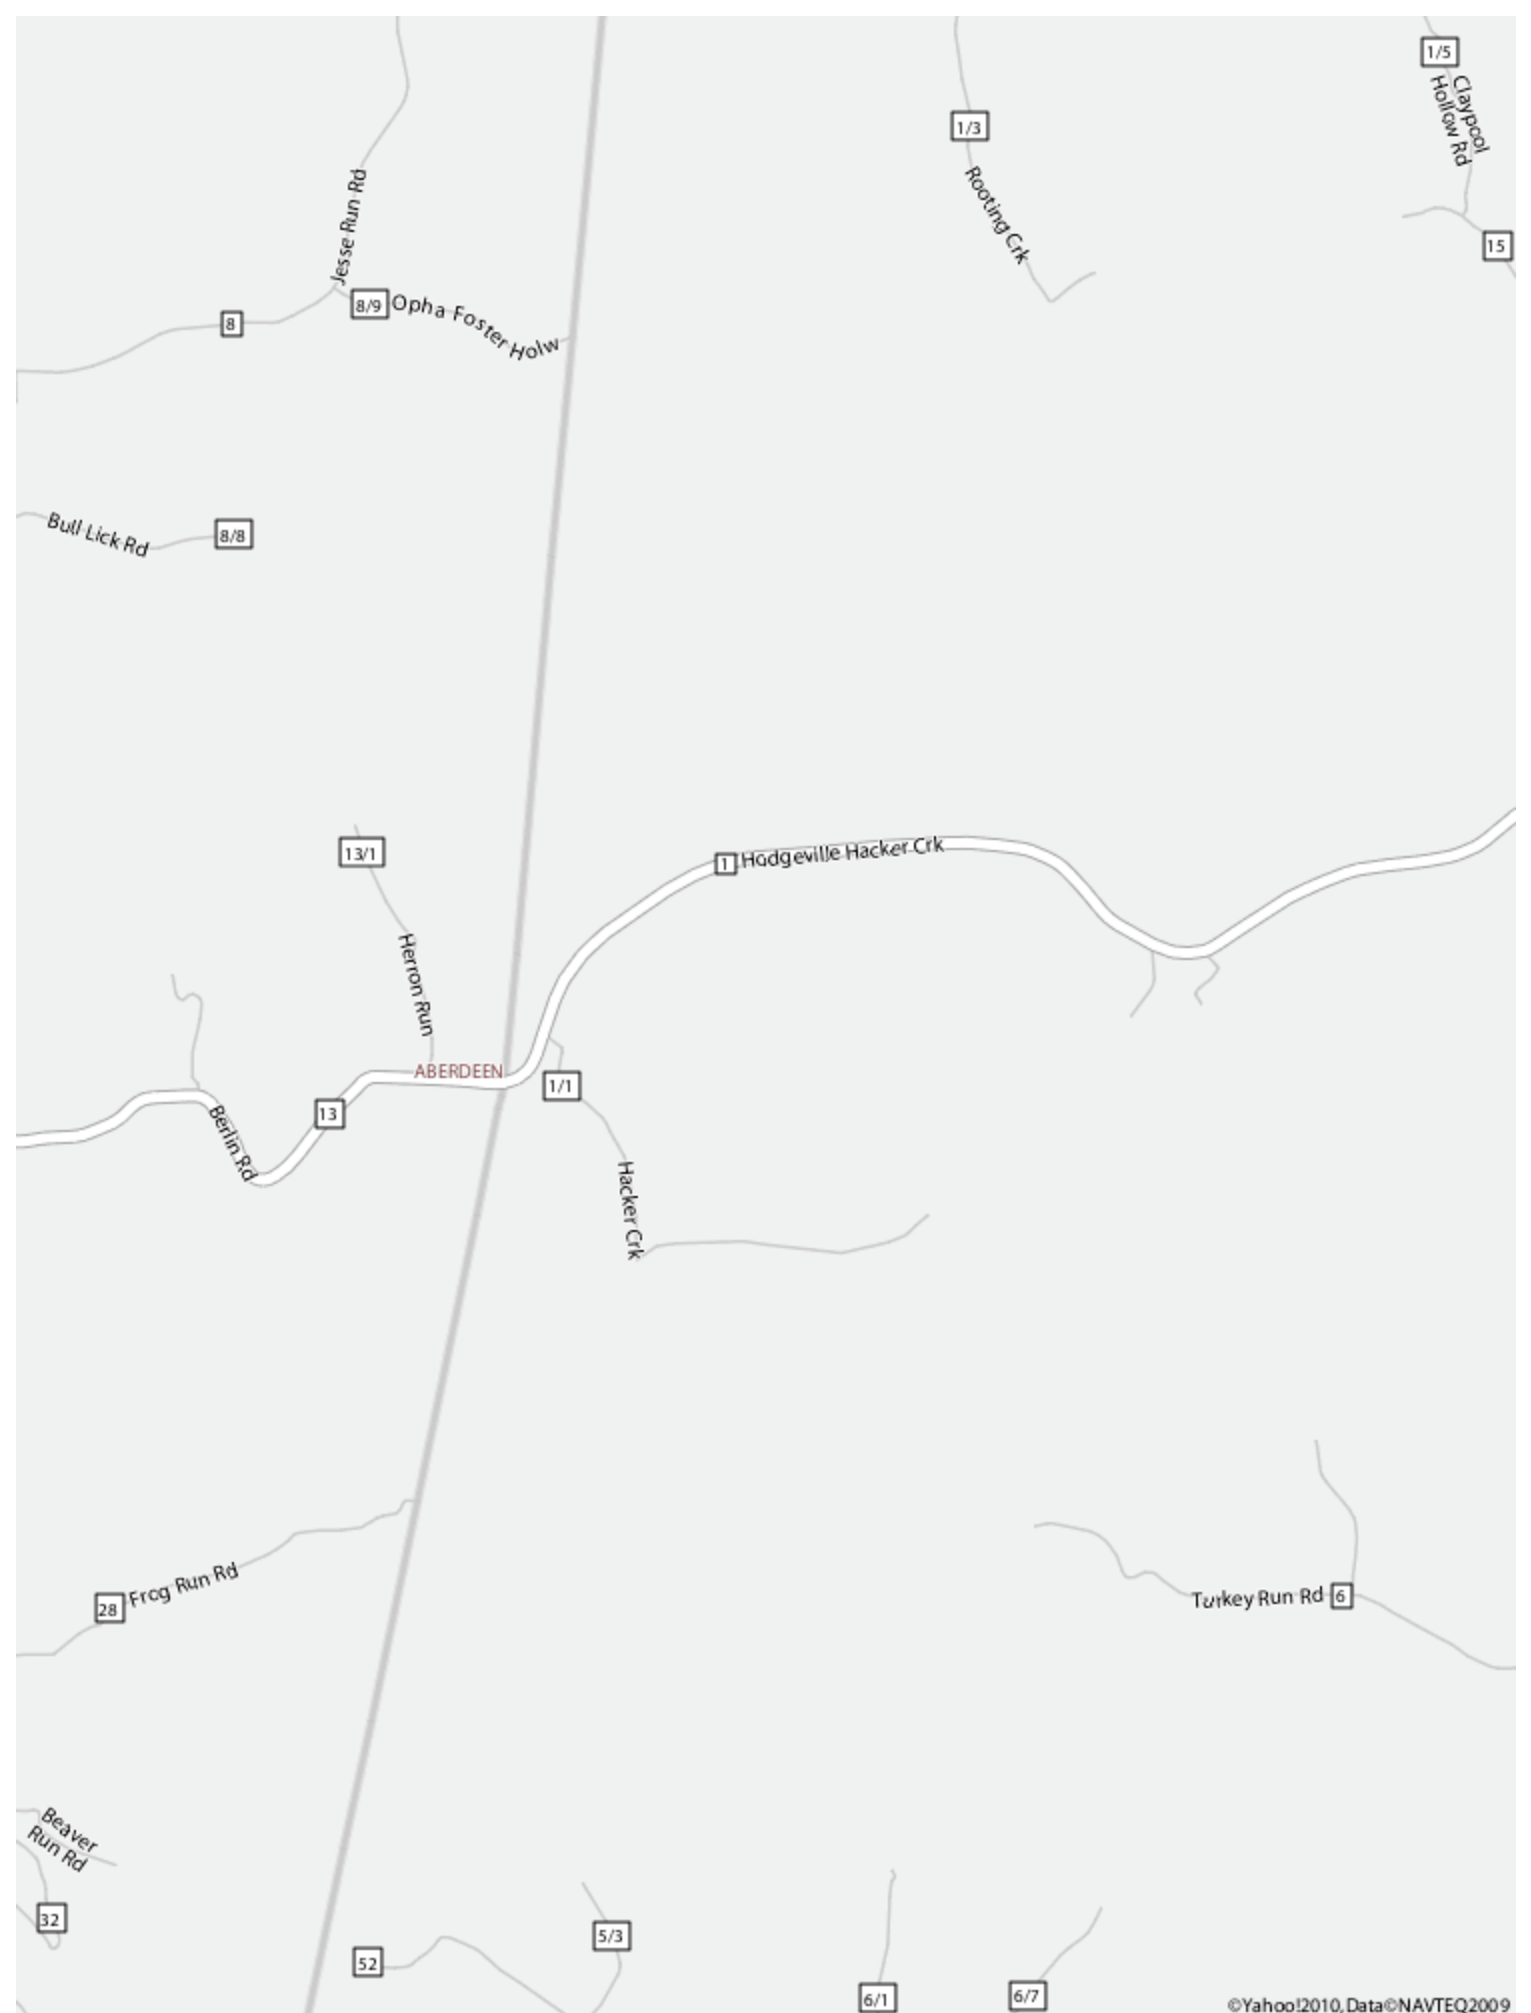 1/5
Claypool
Hollow Rd
1/3
Jesse Run Rd
Rooting Crk
15
8/9
Opha Foster Holw
8
Bull Lick Rd
8/8
13/1
1
Hodgeville Hacker Crk
Herron Run
ABERDEEN
1/1
13
Berlin Rd
Hacker Crk
Frog Run Rd
28
Turkey Run Rd
6
Beaver
Run Rd
32
5/3
52
6/1
6/7
©Yahoo!2010,Data©NAVTEQ2009